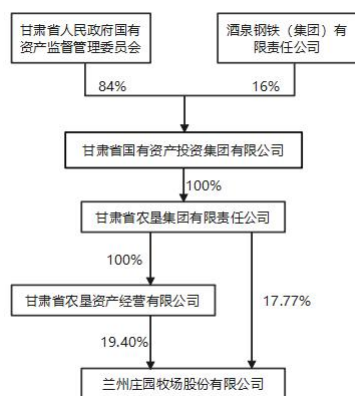 甘肃省人民政府国有
资产监督管理委员会
酒泉钢铁（集团）有
限责任公司
84%
16%
甘肃省国有资产投资集团有限公司
100%
甘肃省农垦集团有限责任公司
100%
甘肃省农垦资产经营有限公司
17.77%
19.40%
兰州庄园牧场股份有限公司